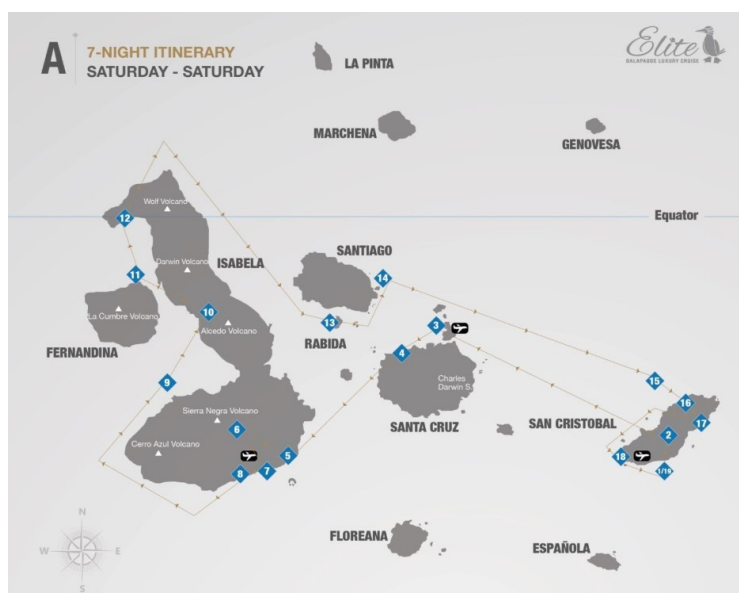 A
7-NIGHT ITINERARY
SATURDAY - SATURDAY
Elite
GALAPAGOS LUXURY CRUISE
LA PINTA
MARCHENA
GENOVESA
Wolf Volcano
12
Equator
Darwin Volcano
ISABELA
SANTIAGO
11
14
La Cumbre Volcano
10
Alcedo Volcano
13
3
FERNANDINA
RABIDA
4
9
Charles
Darwin S.
15
16
Sierra Negra Volcano
6
SANTA CRUZ
SAN CRISTOBAL
17
2
Cerro Azul Volcano
5
18
8
7
1/19
N
W
E
S
FLOREANA
ESPAÑOLA